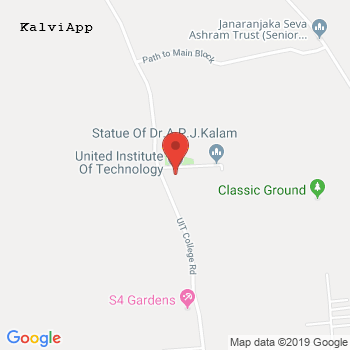 KalviApp
Janaranjaka Seva
Ashram Trust (Senior...
Path to Main Block
Statue Of Dr.A.P.J.Kalam
United Institute
Of Technology
Classic Ground
UIT College Rd
S4 Gardens
Google
Map data ©2019 Google